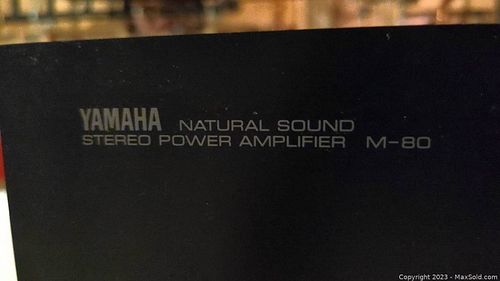 YAMAHA NATURAL SOUND
STEREO POWER AMPLIFIER M-80
Copyright 2023 - MaxSold.com